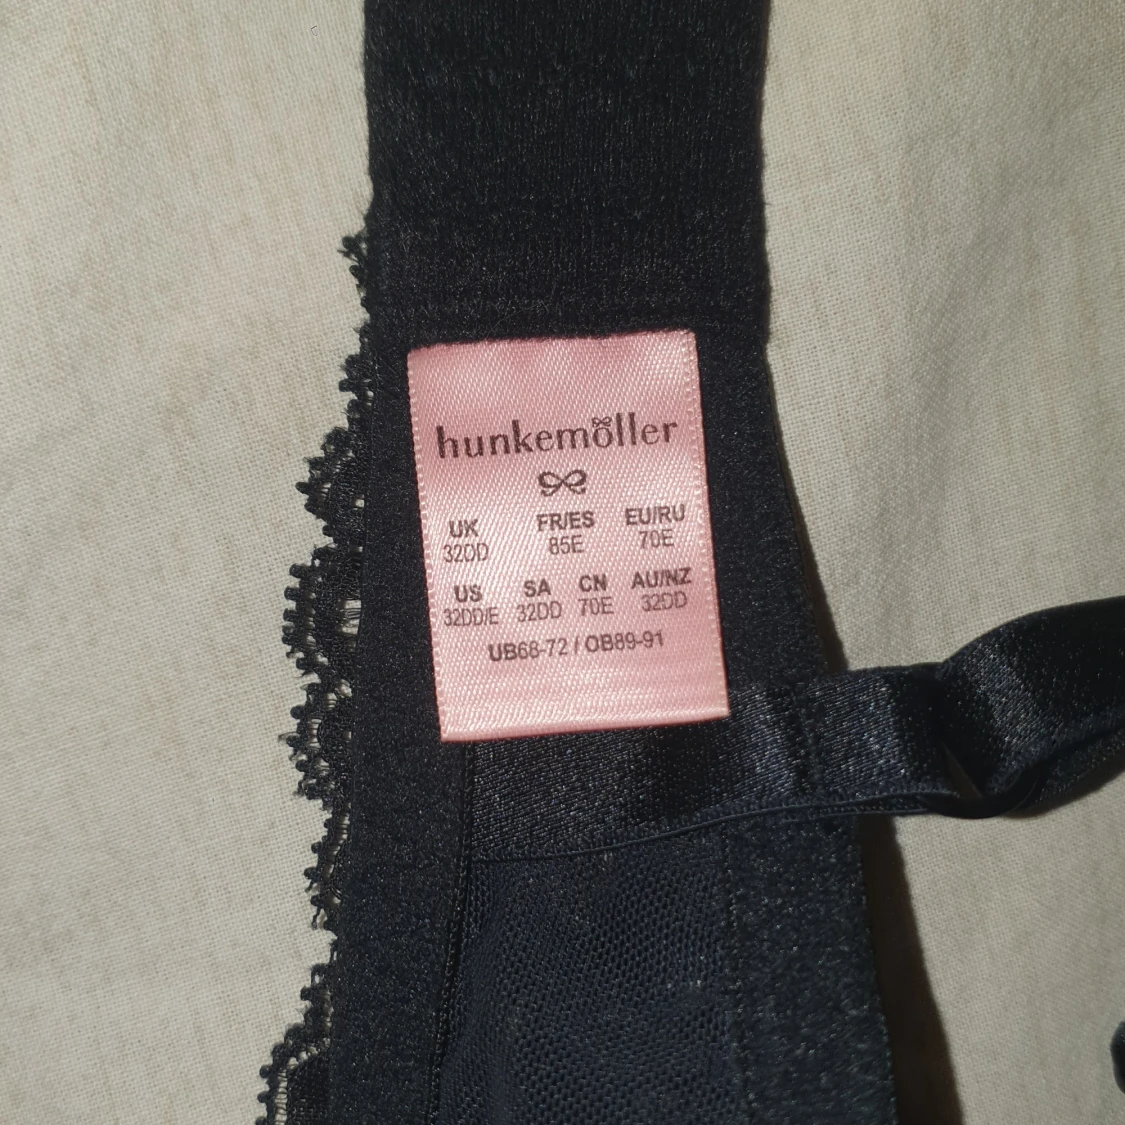 hunkemöller
UK FR/ES EU/RU
32DD 85E 70E
US SA CN AU/NZ
32DD/E 32DD 70E 32DD
UB68-72 / OB89-91